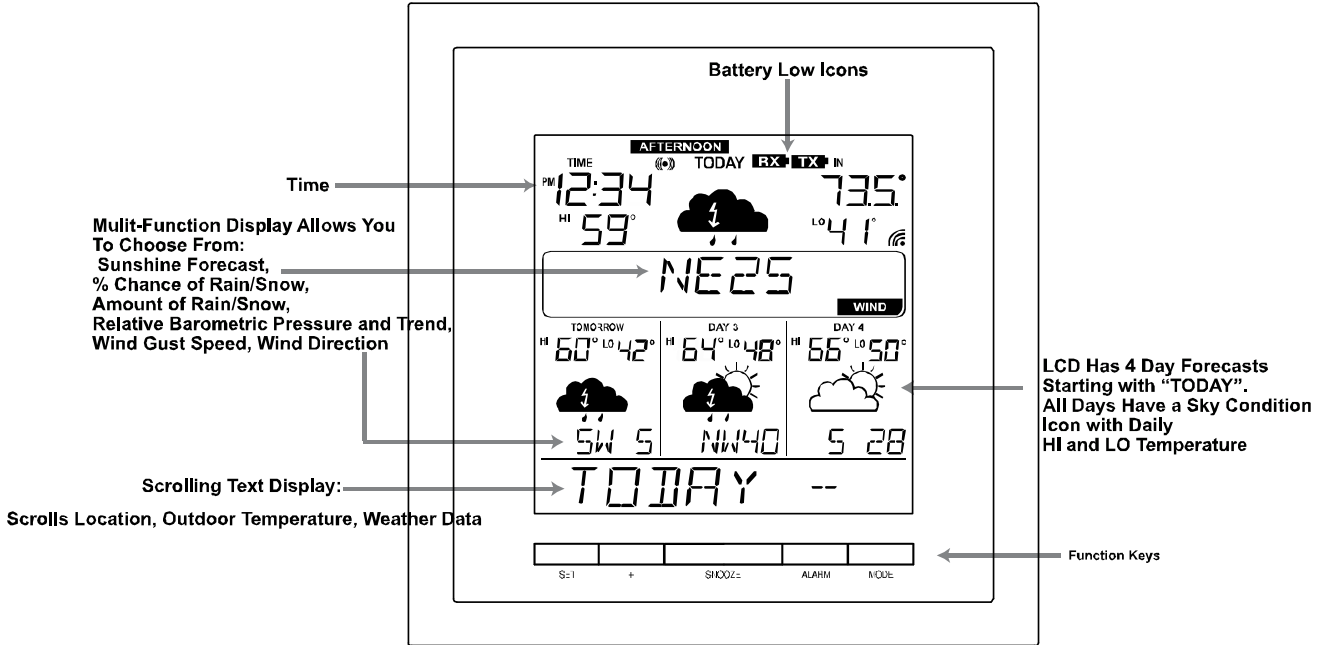 Battery Low Icons
AFTERNOON
TIME TODAY RX TX IN
Time
PM 12:34 73.5°
HI 59° LO 41°
Mulit-Function Display Allows You
To Choose From:
Sunshine Forecast,
% Chance of Rain/Snow,
Amount of Rain/Snow,
Relative Barometric Pressure and Trend,
Wind Gust Speed, Wind Direction
NE25
WIND
TOMORROW DAY 3 DAY 4
HI 60° LO 42° HI 64° LO 48° HI 66° LO 50°
SW 5 NW40 S 28
LCD Has 4 Day Forecasts
Starting with “TODAY”.
All Days Have a Sky Condition
Icon with Daily
HI and LO Temperature
Scrolling Text Display:
TODAY --
Scrolls Location, Outdoor Temperature, Weather Data
Function Keys
SET + SNOOZE ALARM MODE